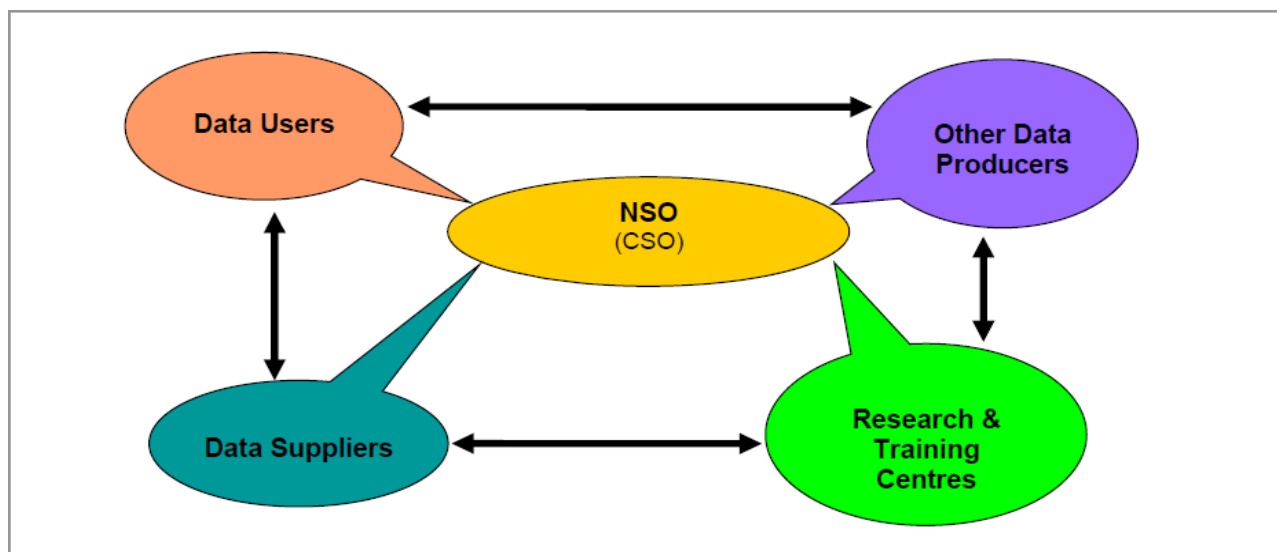 Data Users
Other Data
Producers
NSO
(CSO)
Data Suppliers
Research &
Training
Centres